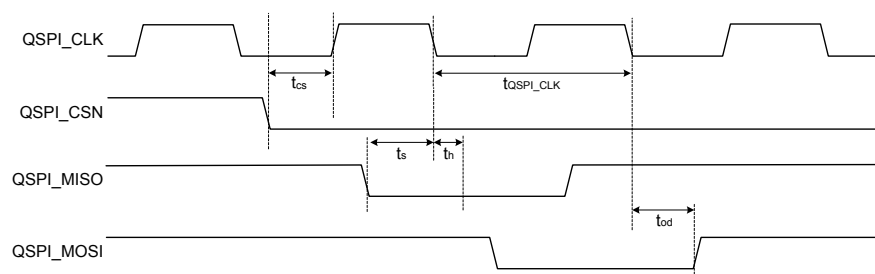 QSPI_CLK
tcs
tQSPI_CLK
QSPI_CSN
ts
th
QSPI_MISO
tod
QSPI_MOSI